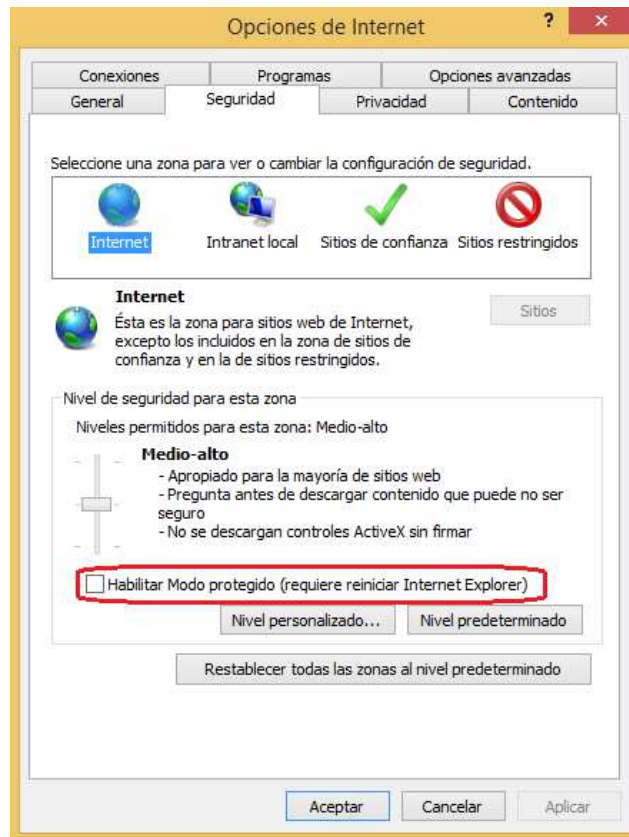 Opciones de Internet
?
×
Conexiones
Programas
Opciones avanzadas
General
Seguridad
Privacidad
Contenido
Seleccione una zona para ver o cambiar la configuración de seguridad.
Internet
Intranet local
Sitios de confianza
Sitios restringidos
Internet
Sitios
Ésta es la zona para sitios web de Internet,
excepto los incluidos en la zona de sitios de
confianza y en la de sitios restringidos.
Nivel de seguridad para esta zona
Niveles permitidos para esta zona: Medio-alto
Medio-alto
- Apropiado para la mayoría de sitios web
- Pregunta antes de descargar contenido que puede no ser
seguro
- No se descargan controles ActiveX sin firmar
Habilitar Modo protegido (requiere reiniciar Internet Explorer)
Nivel personalizado...
Nivel predeterminado
Restablecer todas las zonas al nivel predeterminado
Aceptar
Cancelar
Aplicar